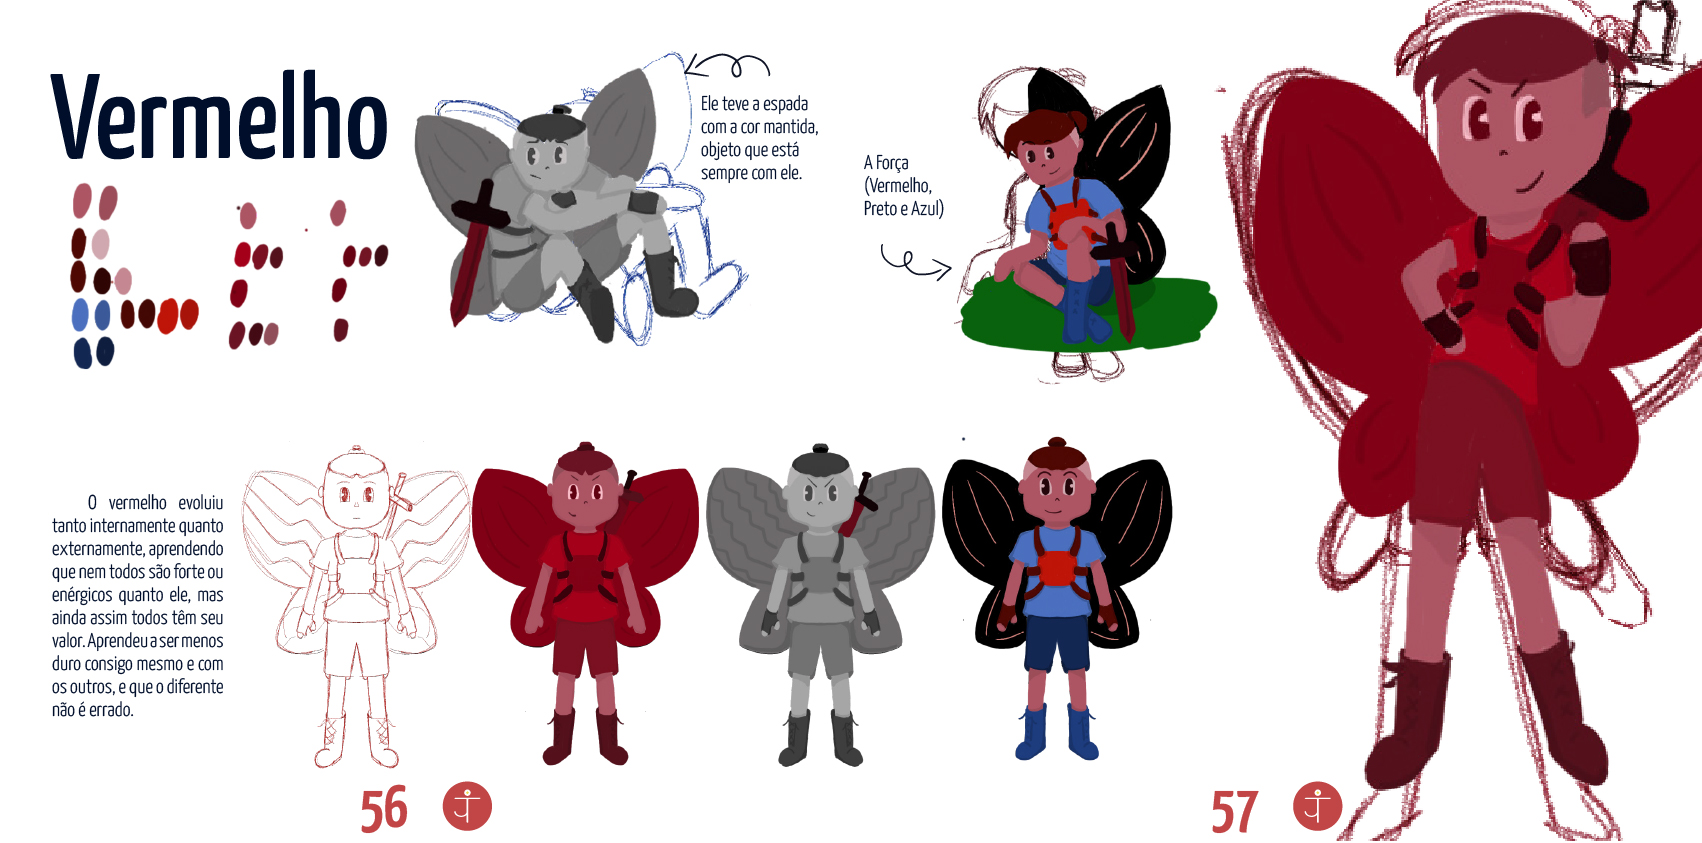 Vermelho
Ele teve a espada
com a cor mantida,
objeto que está
sempre com ele.
A Força
(Vermelho,
Preto e Azul)
O vermelho evoluiu
tanto internamente quanto
externamente, aprendendo
que nem todos são forte ou
enérgicos quanto ele, mas
ainda assim todos têm seu
valor. Aprendeu a ser menos
duro consigo mesmo e com
os outros, e que o diferente
não é errado.
56
57